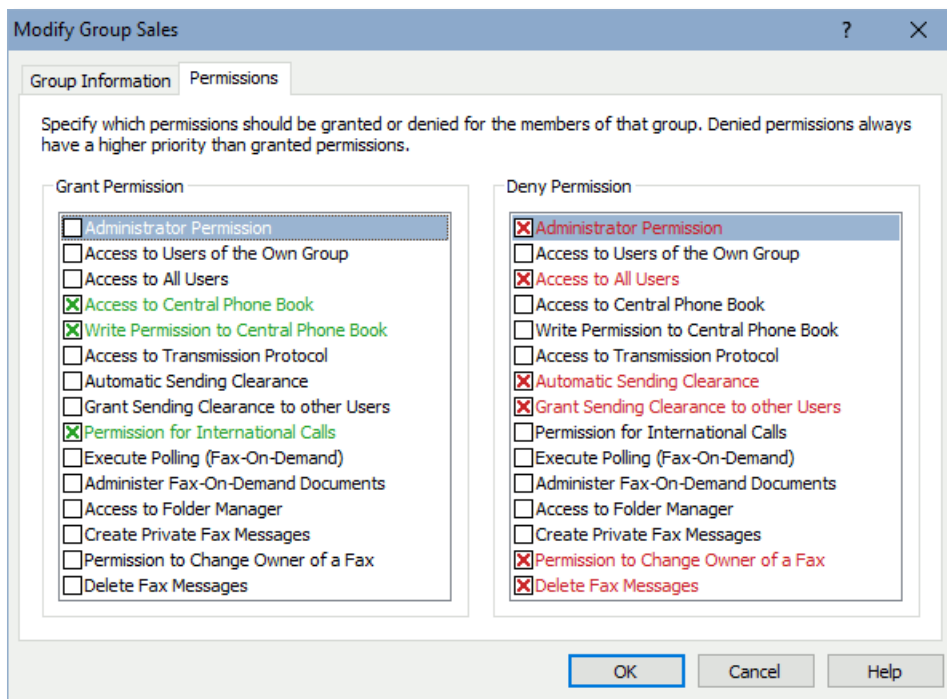 Modify Group Sales
Group Information
Permissions
Specify which permissions should be granted or denied for the members of that group. Denied permissions always
have a higher priority than granted permissions.
Grant Permission
Administrator Permission
Access to Users of the Own Group
Access to All Users
Access to Central Phone Book
Write Permission to Central Phone Book
Access to Transmission Protocol
Automatic Sending Clearance
Grant Sending Clearance to other Users
Permission for International Calls
Execute Polling (Fax-On-Demand)
Administer Fax-On-Demand Documents
Access to Folder Manager
Create Private Fax Messages
Permission to Change Owner of a Fax
Delete Fax Messages
Deny Permission
Administrator Permission
Access to Users of the Own Group
Access to All Users
Access to Central Phone Book
Write Permission to Central Phone Book
Access to Transmission Protocol
Automatic Sending Clearance
Grant Sending Clearance to other Users
Permission for International Calls
Execute Polling (Fax-On-Demand)
Administer Fax-On-Demand Documents
Access to Folder Manager
Create Private Fax Messages
Permission to Change Owner of a Fax
Delete Fax Messages
OK
Cancel
Help